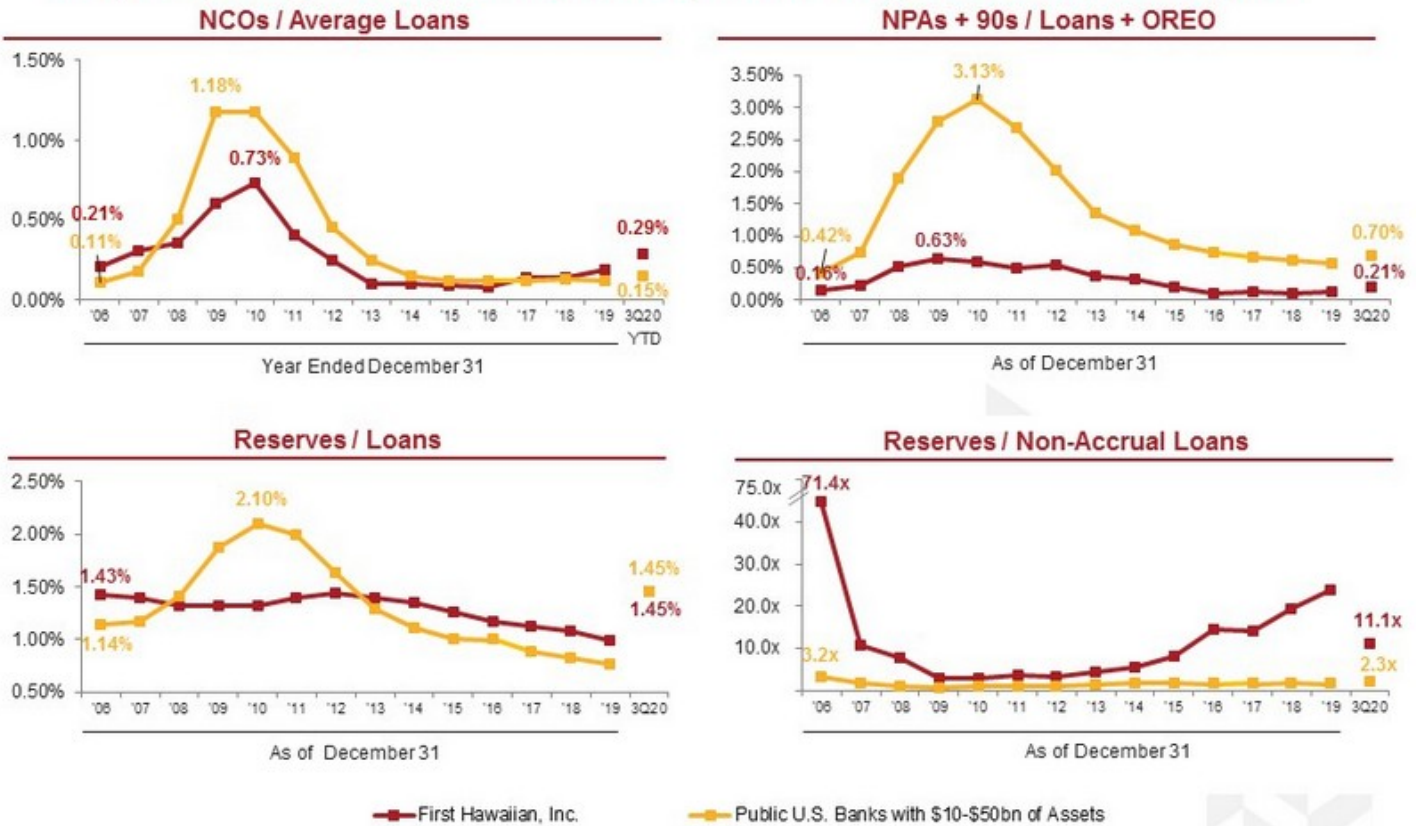 NCOs / Average Loans
1.50%
1.00%
0.50%
0.00%
1.18%
0.73%
0.21%
0.11%
0.29%
0.15%
'06 '07 '08 '09 '10 '11 '12 '13 '14 '15 '16 '17 '18 '19 3Q20
YTD
Year Ended December 31
NPAs + 90s / Loans + OREO
3.50%
3.00%
2.50%
2.00%
1.50%
1.00%
0.50%
0.00%
3.13%
0.42%
0.16%
0.63%
0.70%
0.21%
'06 '07 '08 '09 '10 '11 '12 '13 '14 '15 '16 '17 '18 '19 3Q20
As of December 31
Reserves / Loans
2.50%
2.00%
1.50%
1.00%
0.50%
2.10%
1.43%
1.14%
1.45%
1.45%
'06 '07 '08 '09 '10 '11 '12 '13 '14 '15 '16 '17 '18 '19 3Q20
As of December 31
Reserves / Non-Accrual Loans
75.0x
40.0x
30.0x
20.0x
10.0x
71.4x
3.2x
11.1x
2.3x
'06 '07 '08 '09 '10 '11 '12 '13 '14 '15 '16 '17 '18 '19 3Q20
As of December 31
First Hawaiian, Inc.
Public U.S. Banks with $10-$50bn of Assets